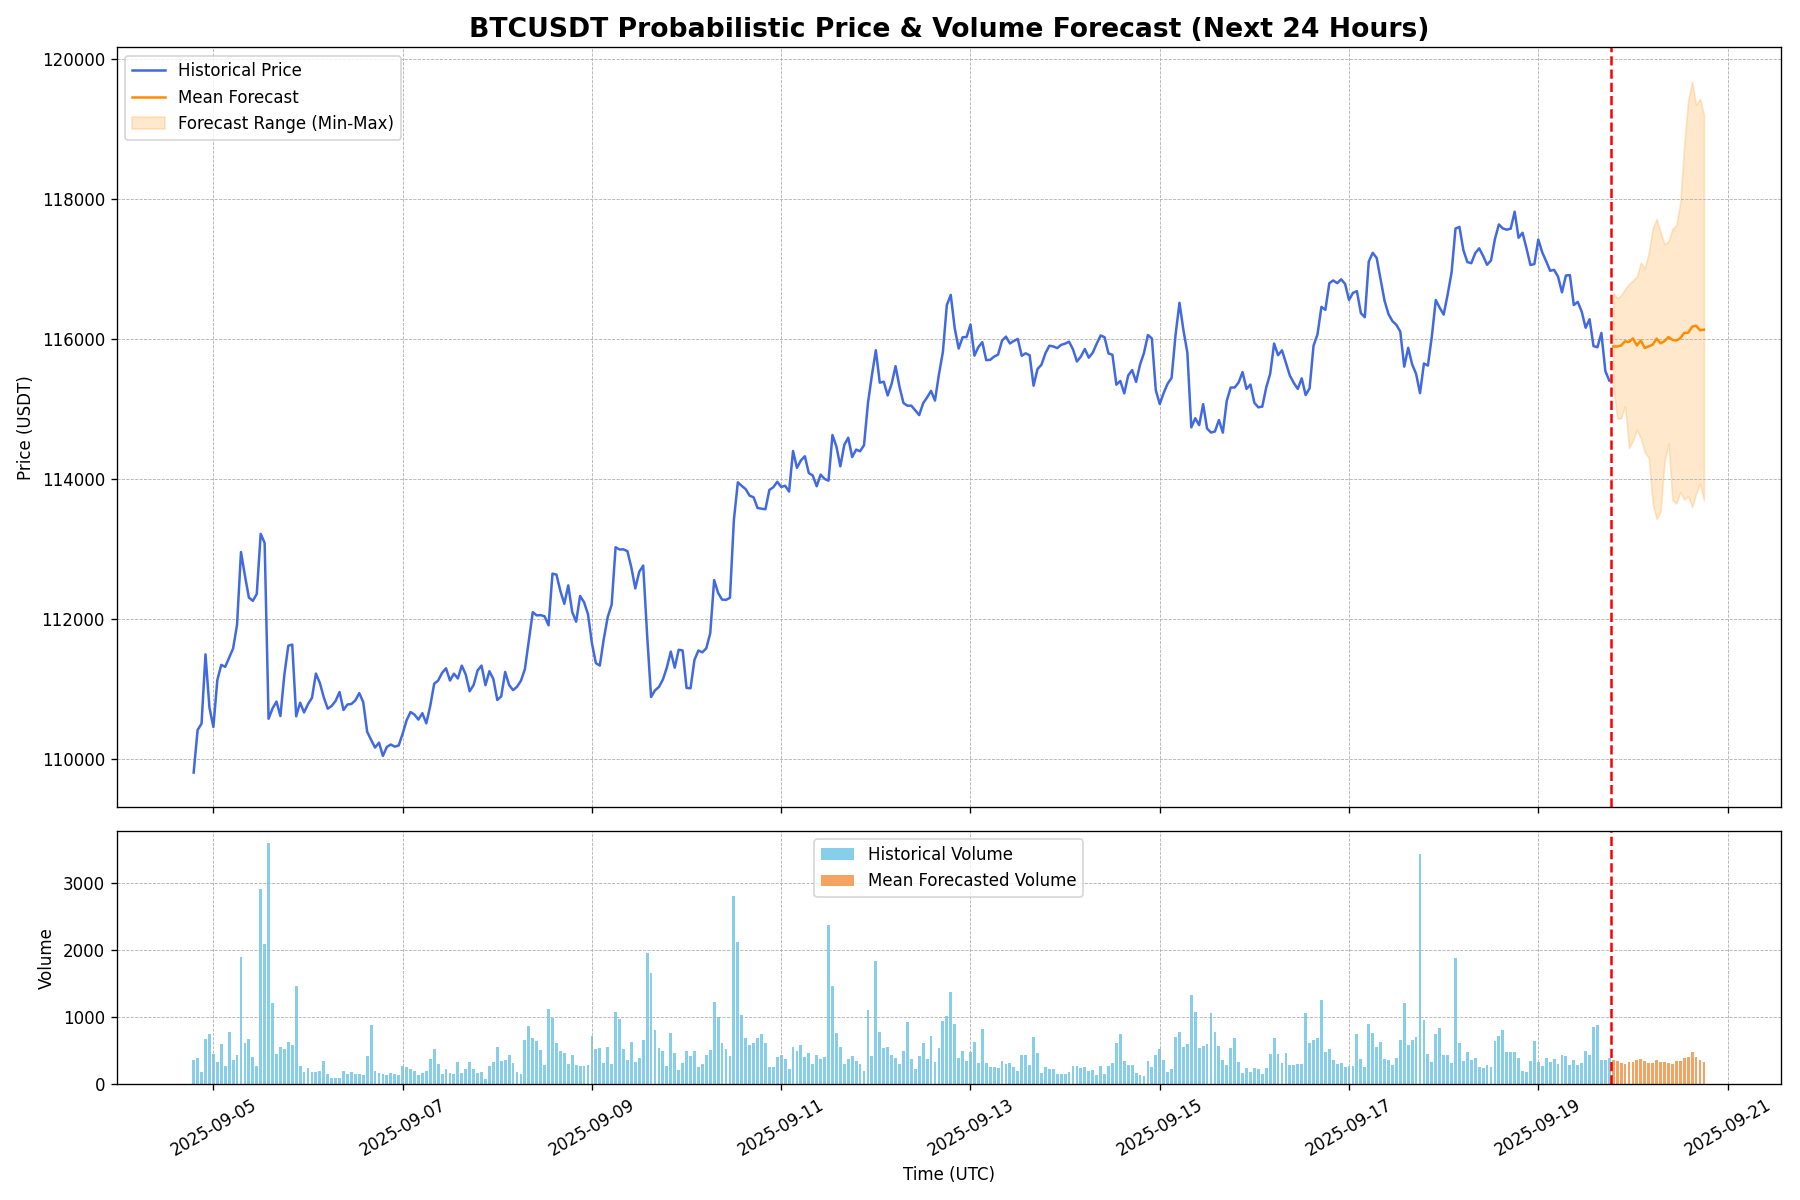 BTCUSDT Probabilistic Price & Volume Forecast (Next 24 Hours)
Historical Price
Mean Forecast
Forecast Range (Min-Max)
Price (USDT)
120000
118000
116000
114000
112000
110000
Historical Volume
Mean Forecasted Volume
Volume
3000
2000
1000
0
2025-09-05
2025-09-07
2025-09-09
2025-09-11
2025-09-13
2025-09-15
2025-09-17
2025-09-19
2025-09-21
Time (UTC)